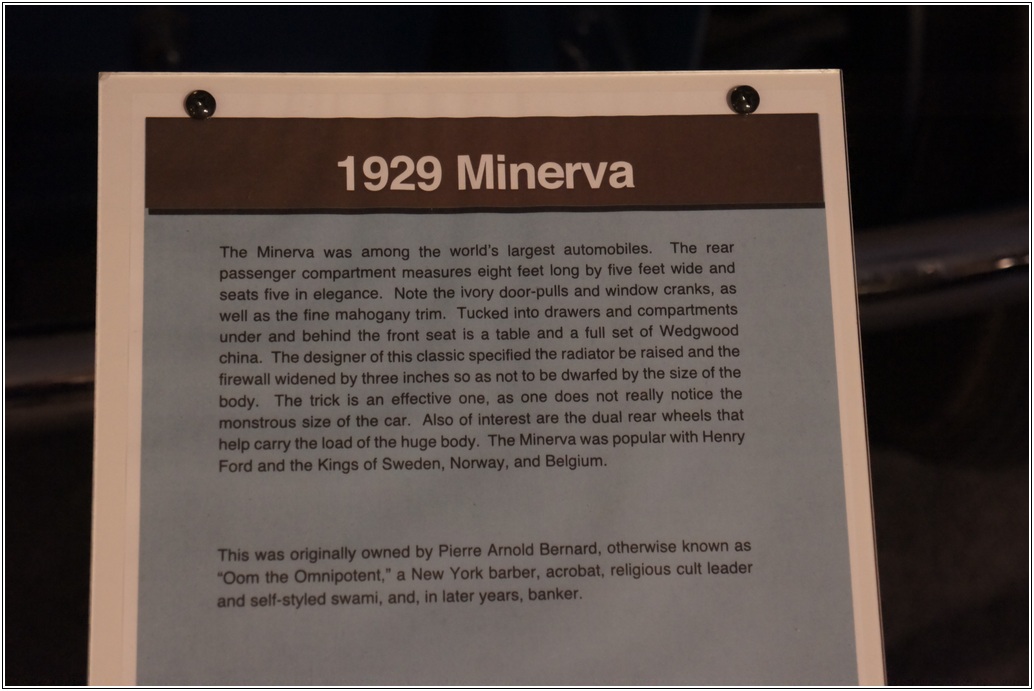 1929 Minerva
The Minerva was among the world's largest automobiles. The rear
passenger compartment measures eight feet long by five feet wide and
seats five in elegance. Note the ivory door-pulls and window cranks, as
well as the fine mahogany trim. Tucked into drawers and compartments
under and behind the front seat is a table and a full set of Wedgwood
china. The designer of this classic specified the radiator be raised and the
firewall widened by three inches so as not to be dwarfed by the size of the
body. The trick is an effective one, as one does not really notice the
monstrous size of the car. Also of interest are the dual rear wheels that
help carry the load of the huge body. The Minerva was popular with Henry
Ford and the Kings of Sweden, Norway, and Belgium.
This was originally owned by Pierre Arnold Bernard, otherwise known as
“Oom the Omnipotent,” a New York barber, acrobat, religious cult leader
and self-styled swami, and, in later years, banker.